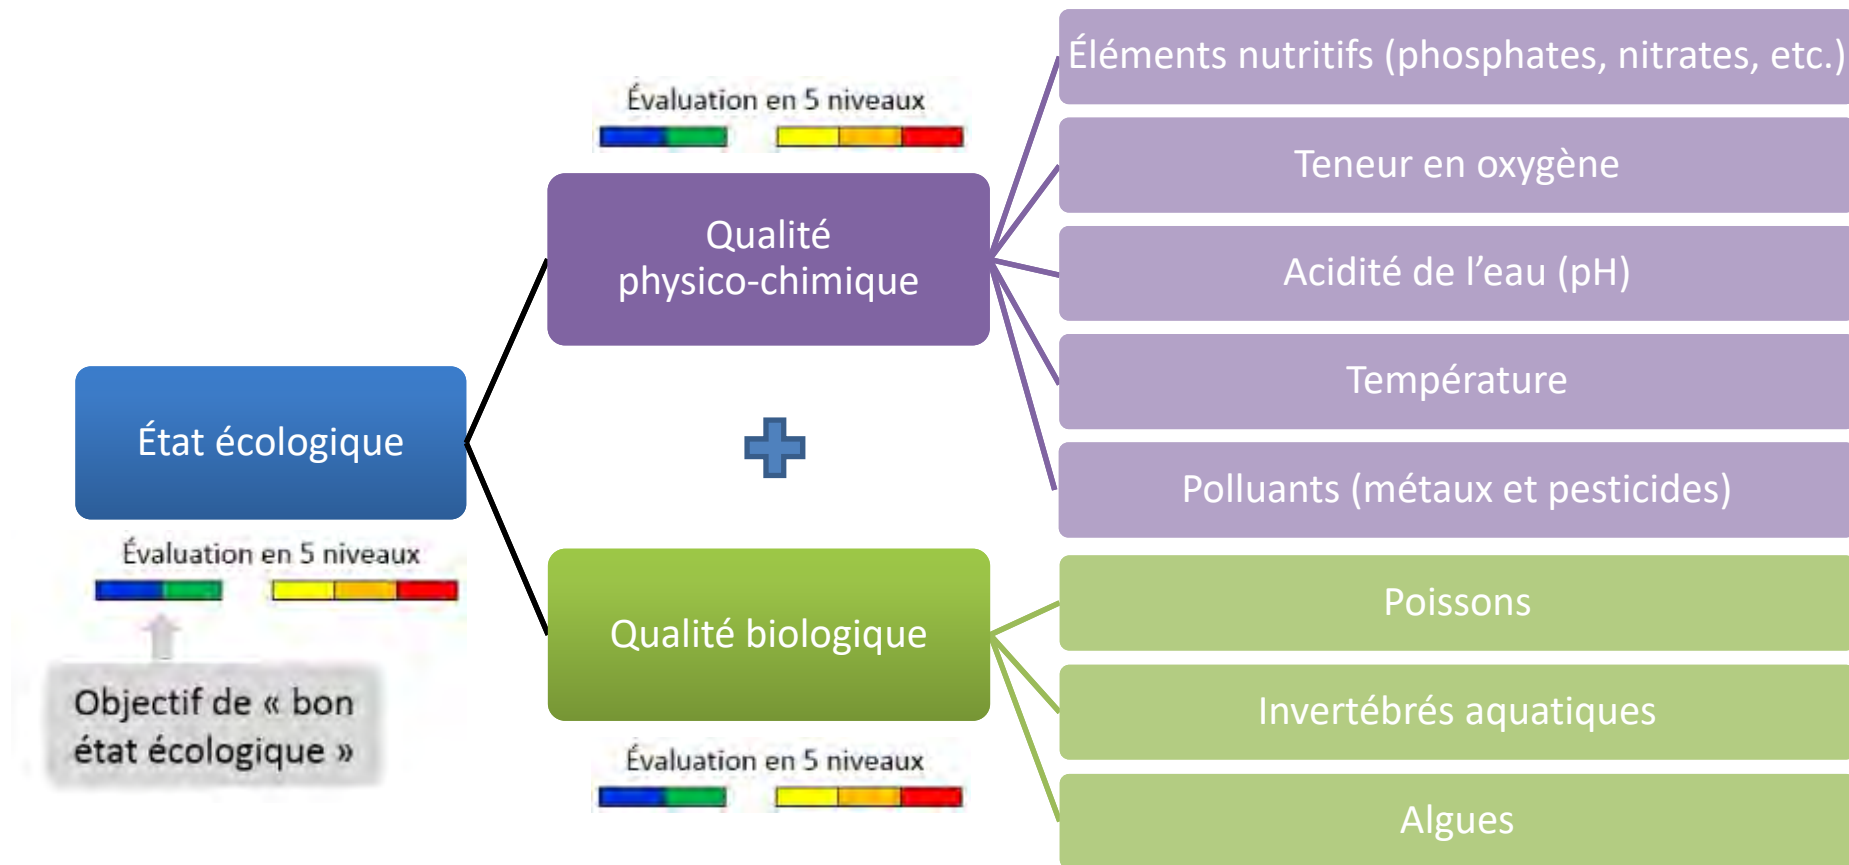 Éléments nutritifs (phosphates, nitrates, etc.)
Évaluation en 5 niveaux
Teneur en oxygène
Qualité
physico-chimique
Acidité de l’eau (pH)
Température
État écologique
Polluants (métaux et pesticides)
Évaluation en 5 niveaux
Poissons
Qualité biologique
Objectif de « bon
état écologique »
Invertébrés aquatiques
Évaluation en 5 niveaux
Algues